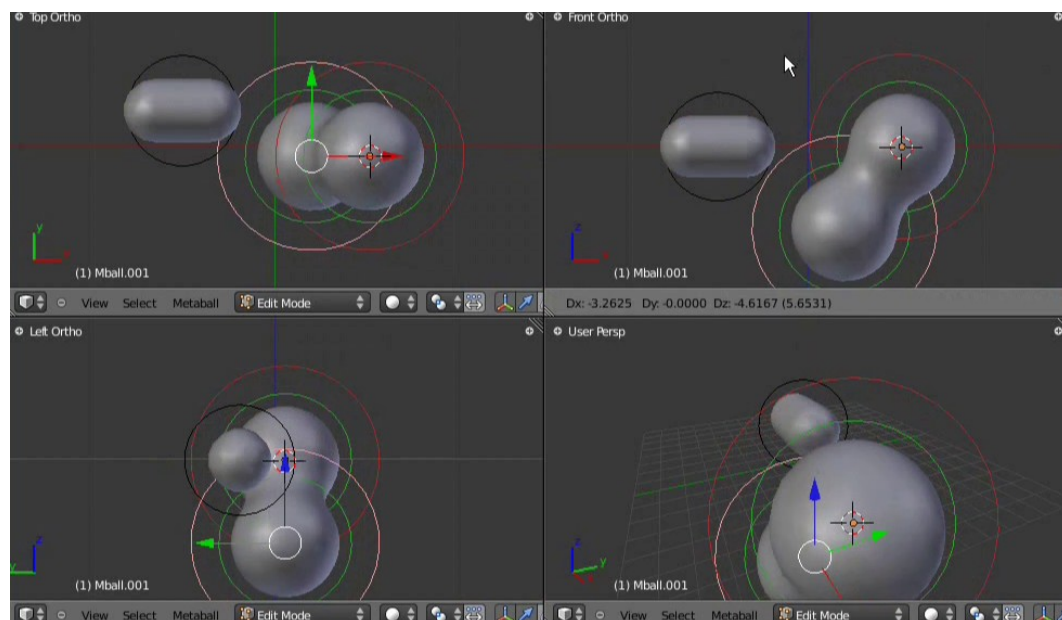 Top Ortho
y
x
(1) Mball.001
View Select Metaball Edit Mode
Front Ortho
z
x
(1) Mball.001
Dx: -3.2625 Dy: -0.0000 Dz: -4.6167 (5.6531)
Left Ortho
z
y
(1) Mball.001
View Select Metaball Edit Mode
User Persp
z
y
x
(1) Mball.001
View Select Metaball Edit Mode